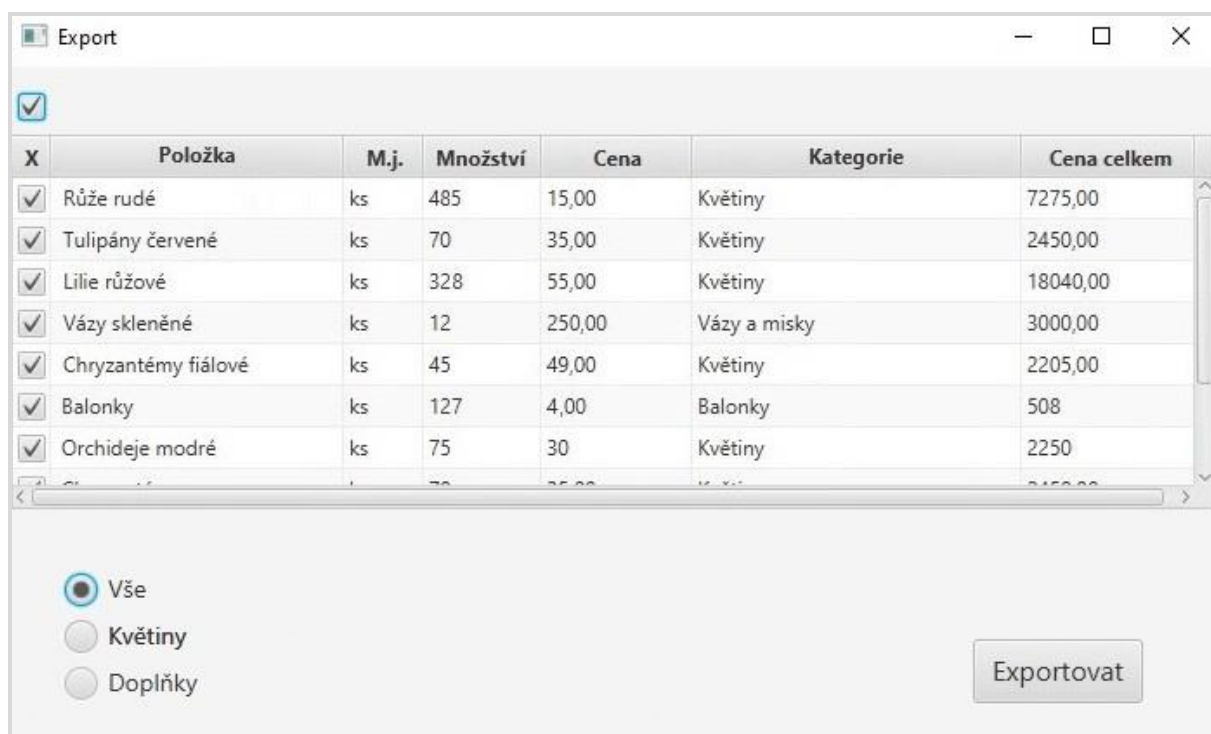 Export
X Položka M.j. Množství Cena Kategorie Cena celkem
Růže rudé ks 485 15,00 Květiny 7275,00
Tulipány červené ks 70 35,00 Květiny 2450,00
Lilie růžové ks 328 55,00 Květiny 18040,00
Vázy skleněné ks 12 250,00 Vázy a misky 3000,00
Chryzantémy fiálové ks 45 49,00 Květiny 2205,00
Balonky ks 127 4,00 Balonky 508
Orchideje modré ks 75 30 Květiny 2250
Vše
Květiny
Doplňky
Exportovat